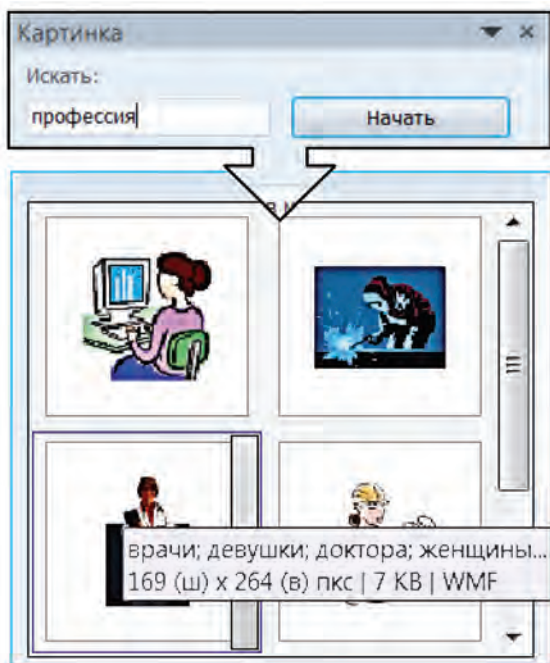 Картинка
Искать:
профессия
Начать
врачи; девушки; доктора; женщины...
169 (ш) x 264 (в) пкс | 7 KB | WMF